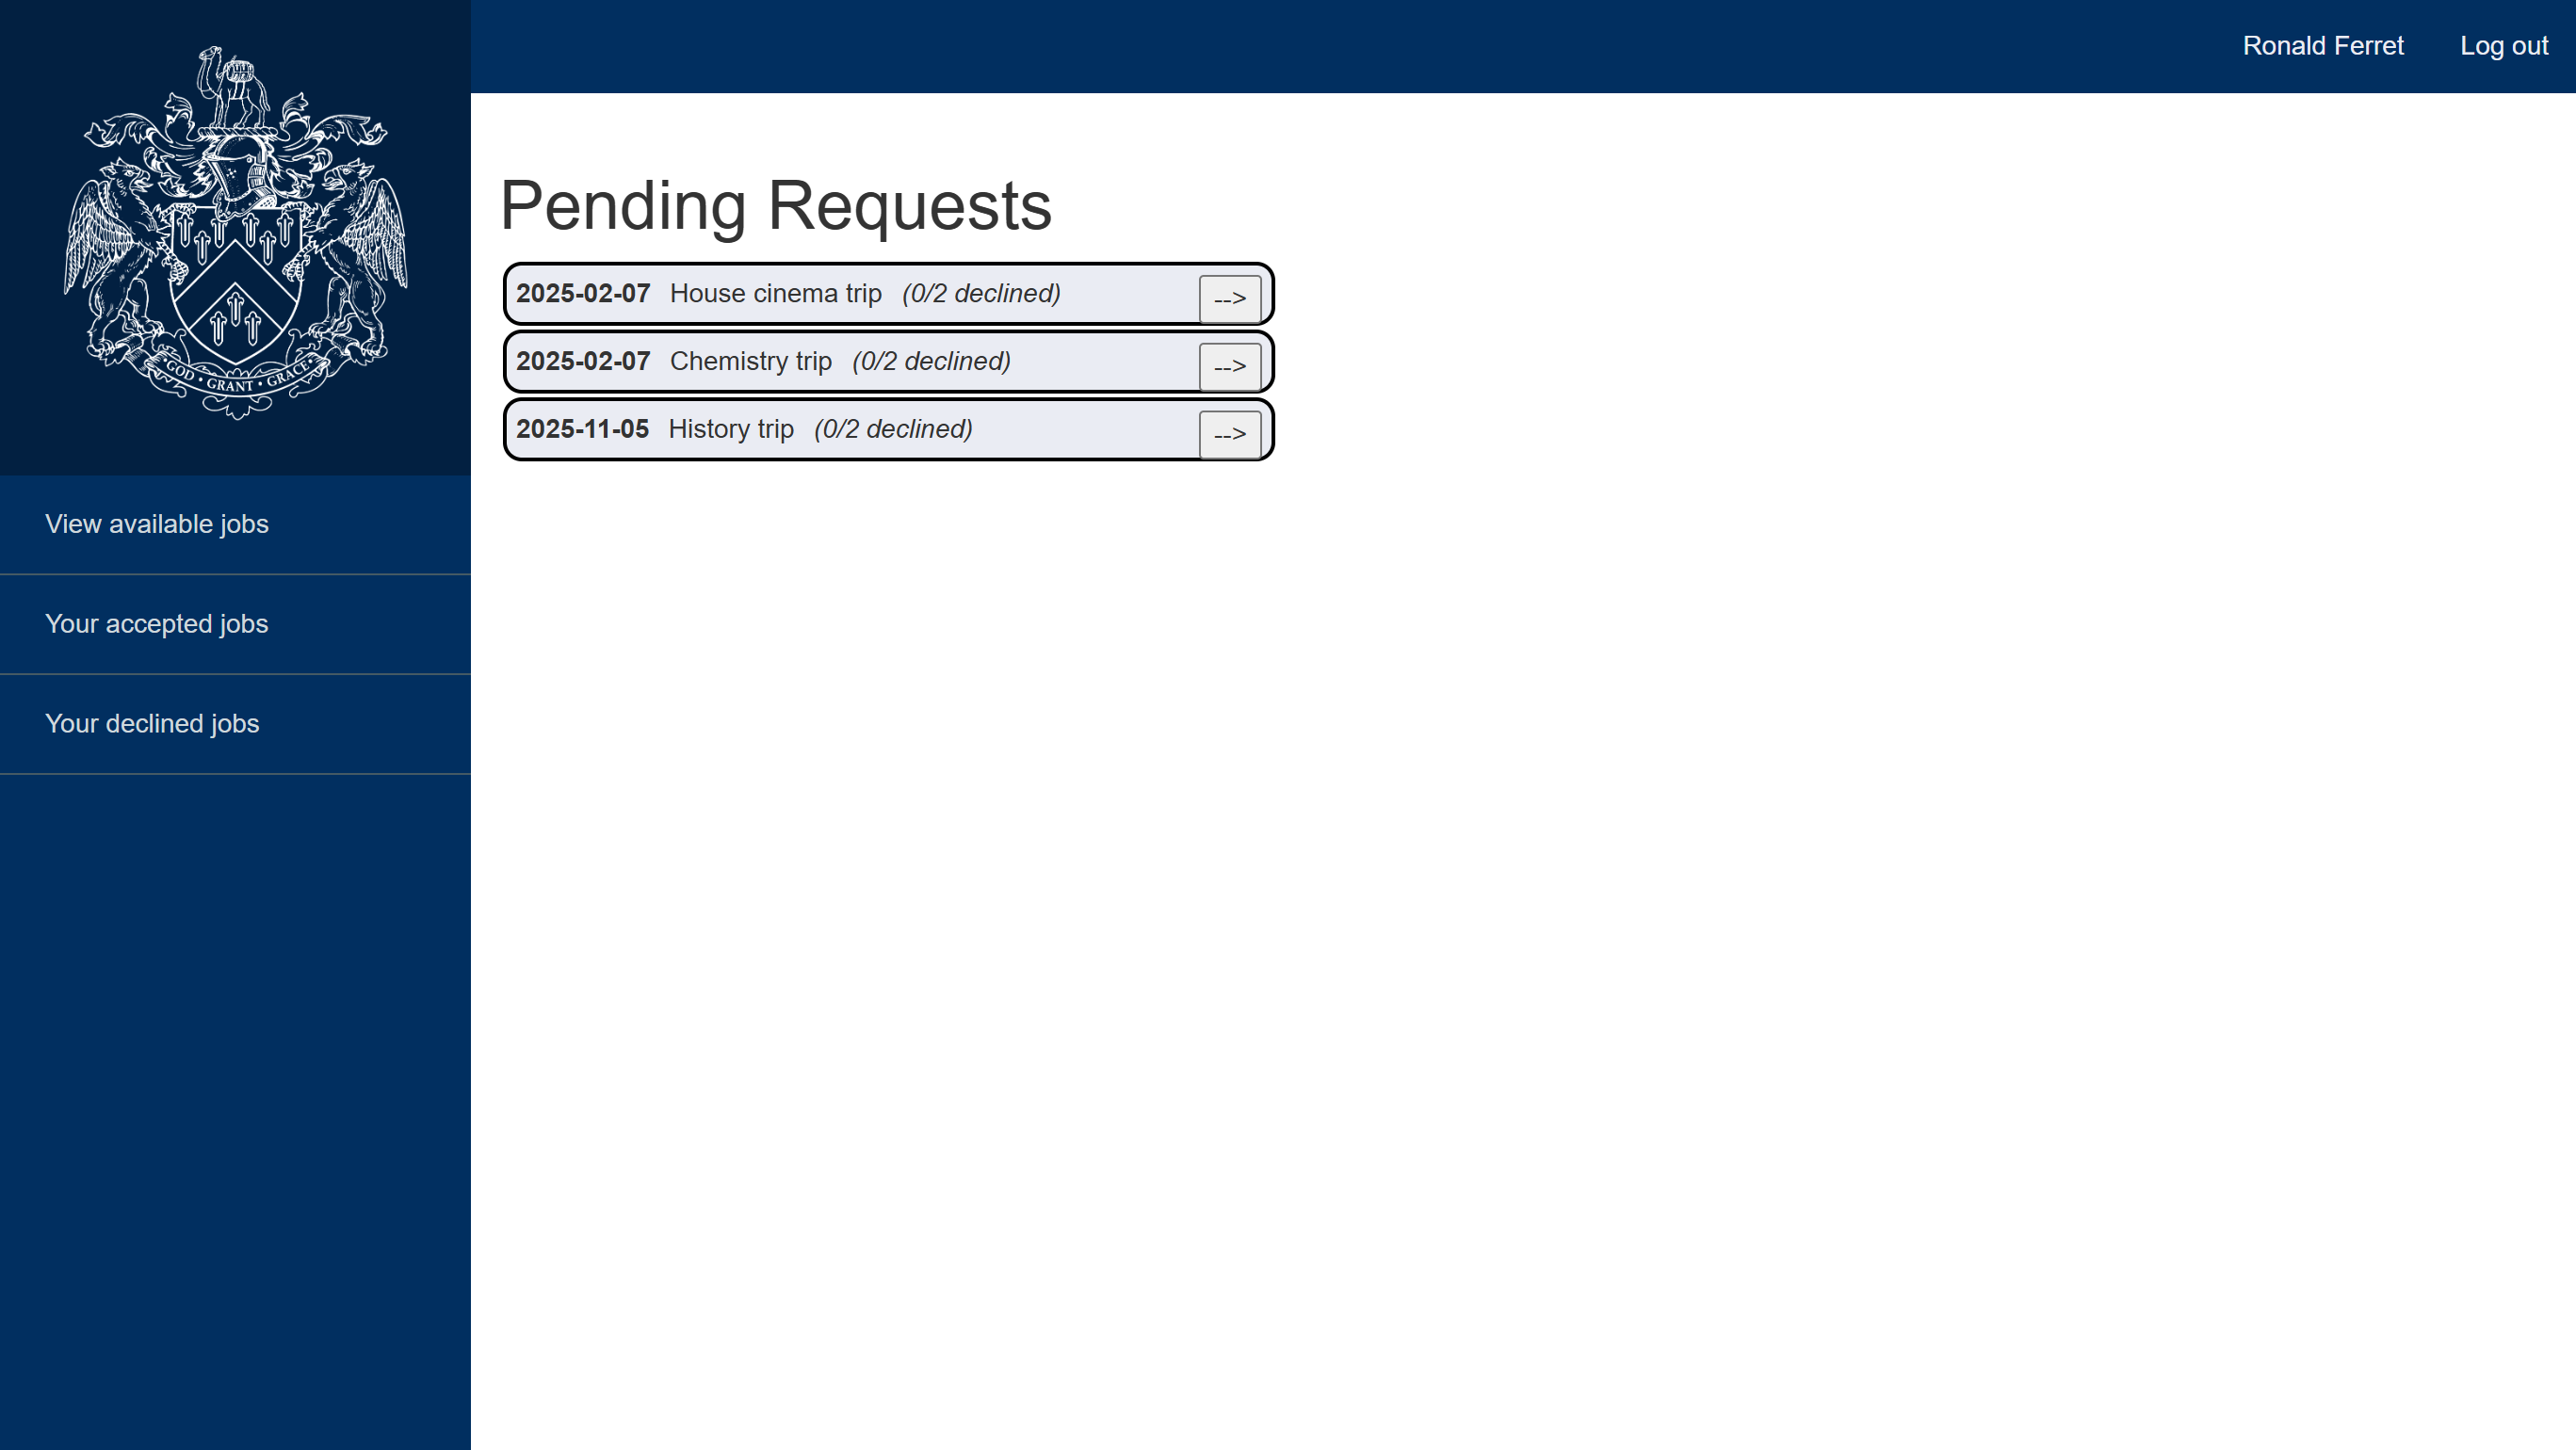 Ronald Ferret Log out
GOD • GRANT • GRACE
Pending Requests
2025-02-07 House cinema trip (0/2 declined) -->
2025-02-07 Chemistry trip (0/2 declined) -->
2025-11-05 History trip (0/2 declined) -->
View available jobs
Your accepted jobs
Your declined jobs